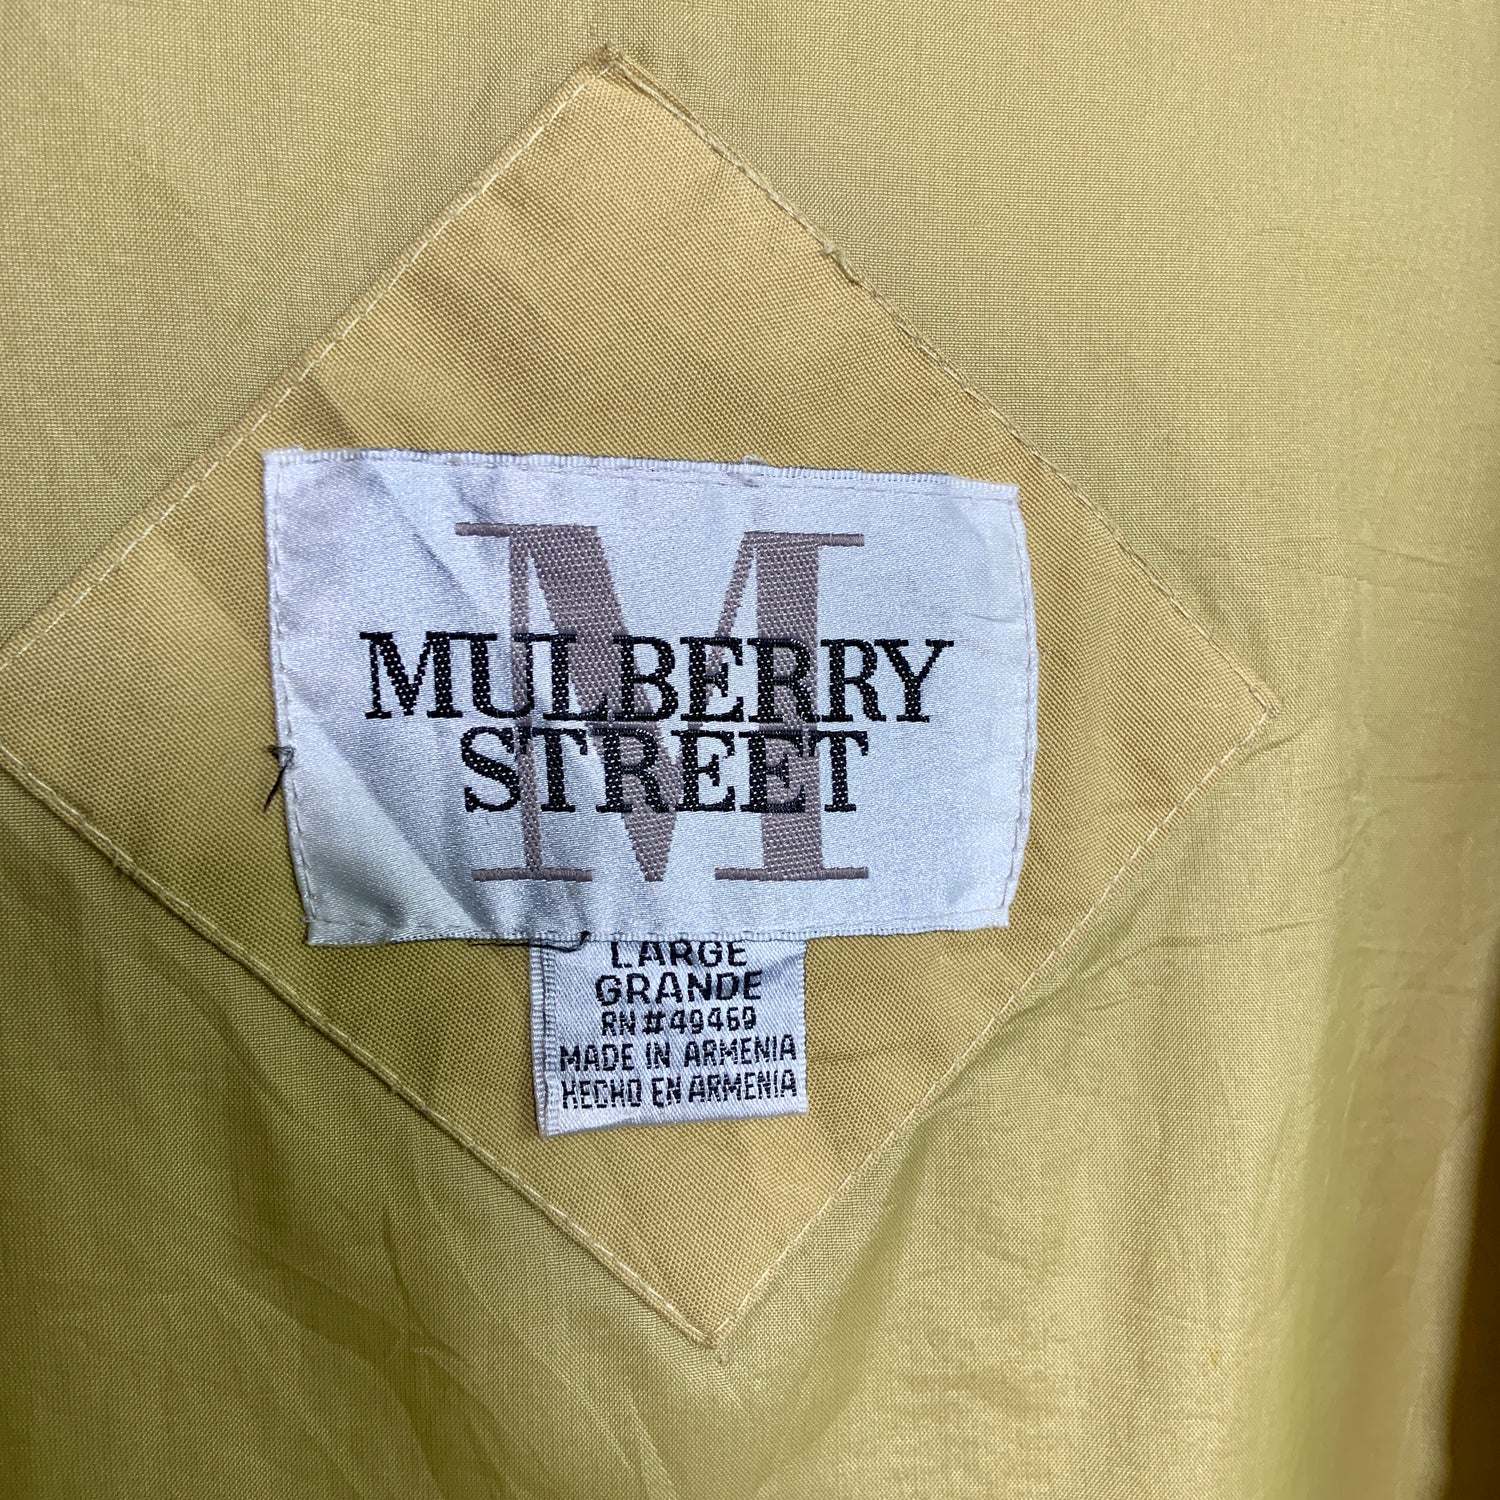 M
MULBERRY
STREET
LARGE
GRANDE
RN#49469
MADE IN ARMENIA
HECHO EN ARMENIA